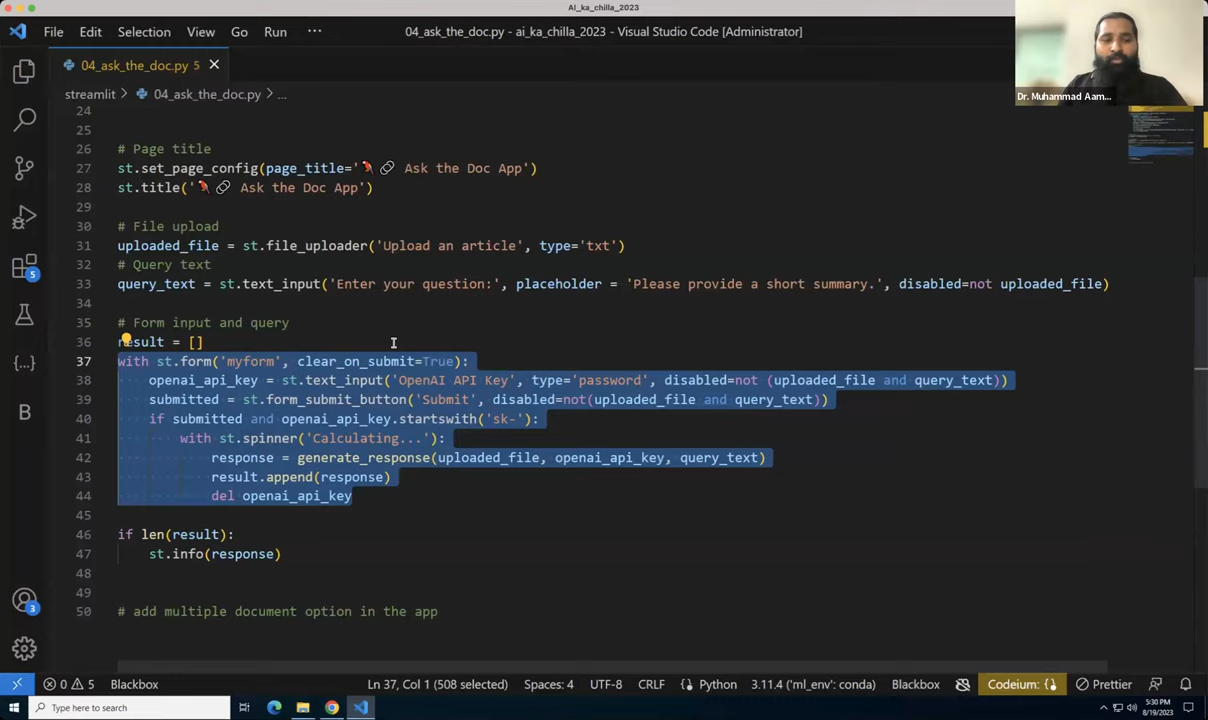 AI_ka_chilla_2023
File Edit Selection View Go Run ··· 04_ask_the_doc.py - ai_ka_chilla_2023 - Visual Studio Code [Administrator]
Dr. Muhammad Aam...
04_ask_the_doc.py 5
streamlit > 04_ask_the_doc.py > ...
24
25
26 # Page title
27 st.set_page_config(page_title='🦜🔗 Ask the Doc App')
28 st.title('🦜🔗 Ask the Doc App')
29
30 # File upload
31 uploaded_file = st.file_uploader('Upload an article', type='txt')
32 # Query text
33 query_text = st.text_input('Enter your question:', placeholder = 'Please provide a short summary.', disabled=not uploaded_file)
34
35 # Form input and query
36 result = []
37 with st.form('myform', clear_on_submit=True):
38 openai_api_key = st.text_input('OpenAI API Key', type='password', disabled=not (uploaded_file and query_text))
39 submitted = st.form_submit_button('Submit', disabled=not(uploaded_file and query_text))
40 if submitted and openai_api_key.startswith('sk-'):
41 with st.spinner('Calculating...'):
42 response = generate_response(uploaded_file, openai_api_key, query_text)
43 result.append(response)
44 del openai_api_key
45
46 if len(result):
47 st.info(response)
48
49
50 # add multiple document option in the app
5
B
3
0 5 Blackbox Ln 37, Col 1 (508 selected) Spaces: 4 UTF-8 CRLF Python 3.11.4 ('ml_env': conda) Blackbox Codeium: {} Prettier
Type here to search
5:30 PM
8/19/2023